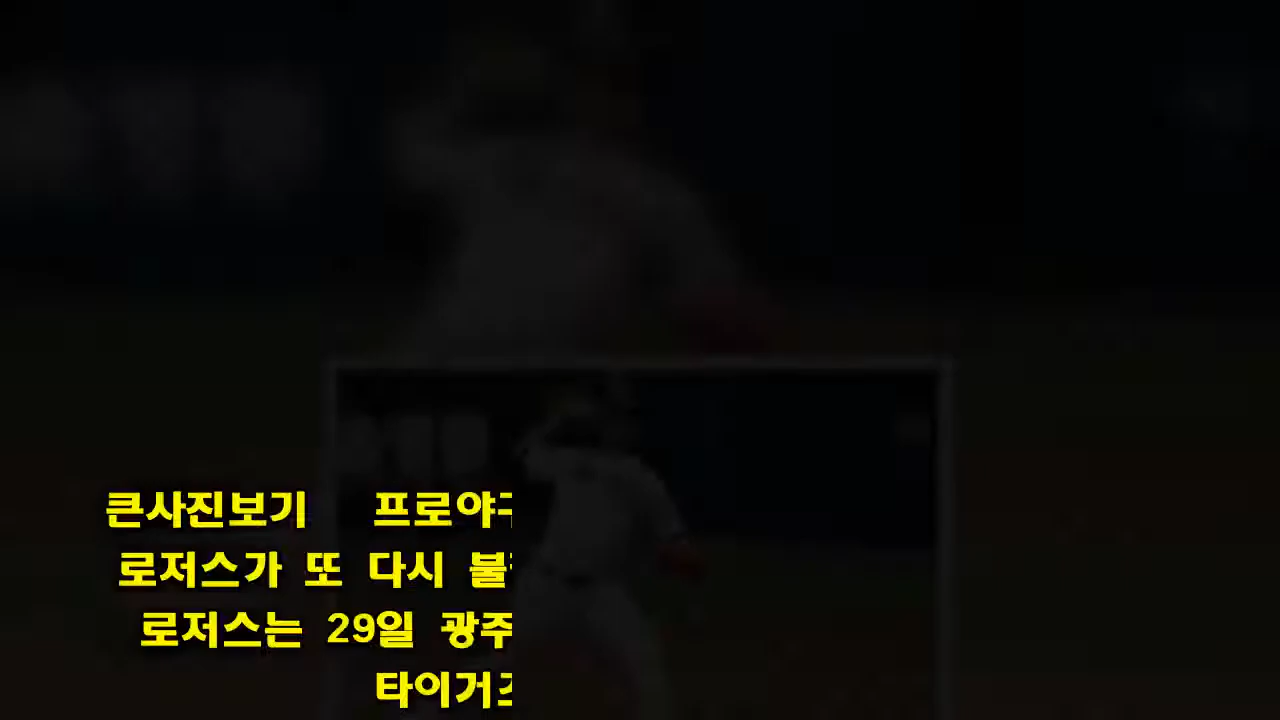 큰사진보기 프로야
로저스가 또 다시
로저스는 29일 광주
타이거